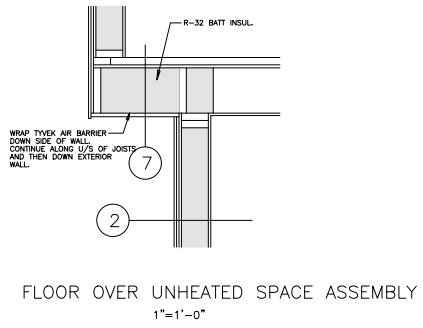 R-32 BATT INSUL.
WRAP TYVEK AIR BARRIER
DOWN SIDE OF WALL.
CONTINUE ALONG U/S OF JOISTS
AND THEN DOWN EXTERIOR
WALL.
7
2
FLOOR OVER UNHEATED SPACE ASSEMBLY
1"=1'-0"